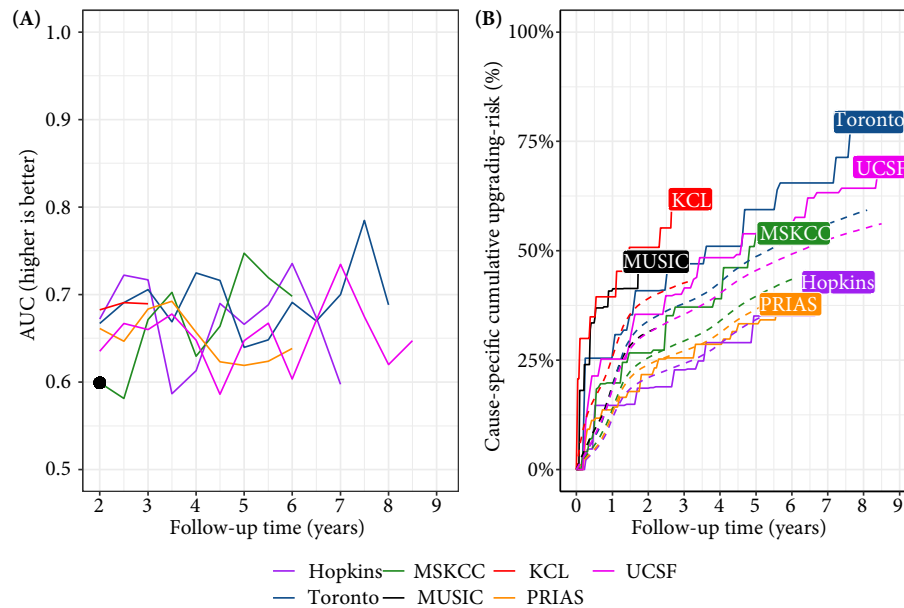 (A)
1.0
0.9
0.8
0.7
0.6
0.5
AUC (higher is better)
2 3 4 5 6 7 8 9
Follow-up time (years)
(B)
100%
75%
50%
25%
0%
Cause-specific cumulative upgrading-risk (%)
Toronto
UCSF
KCL
MSKCC
MUSIC
Hopkins
PRIAS
0 1 2 3 4 5 6 7 8 9
Follow-up time (years)
Hopkins MSKCC KCL UCSF
Toronto MUSIC PRIAS